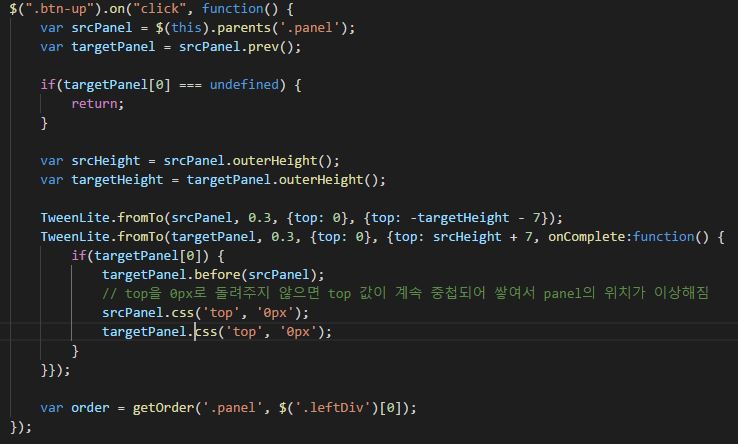 $(".btn-up").on("click", function() {
    var srcPanel = $(this).parents('.panel');
    var targetPanel = srcPanel.prev();

    if(targetPanel[0] === undefined) {
        return;
    }

    var srcHeight = srcPanel.outerHeight();
    var targetHeight = targetPanel.outerHeight();

    TweenLite.fromTo(srcPanel, 0.3, {top: 0}, {top: -targetHeight - 7});
    TweenLite.fromTo(targetPanel, 0.3, {top: 0}, {top: srcHeight + 7, onComplete:function() {
        if(targetPanel[0]) {
            targetPanel.before(srcPanel);
            // top을 0px로 돌려주지 않으면 top 값이 계속 중첩되어 쌓여서 panel의 위치가 이상해짐
            srcPanel.css('top', '0px');
            targetPanel.css('top', '0px');
        }
    }});

    var order = getOrder('.panel', $('.leftDiv')[0]);
});